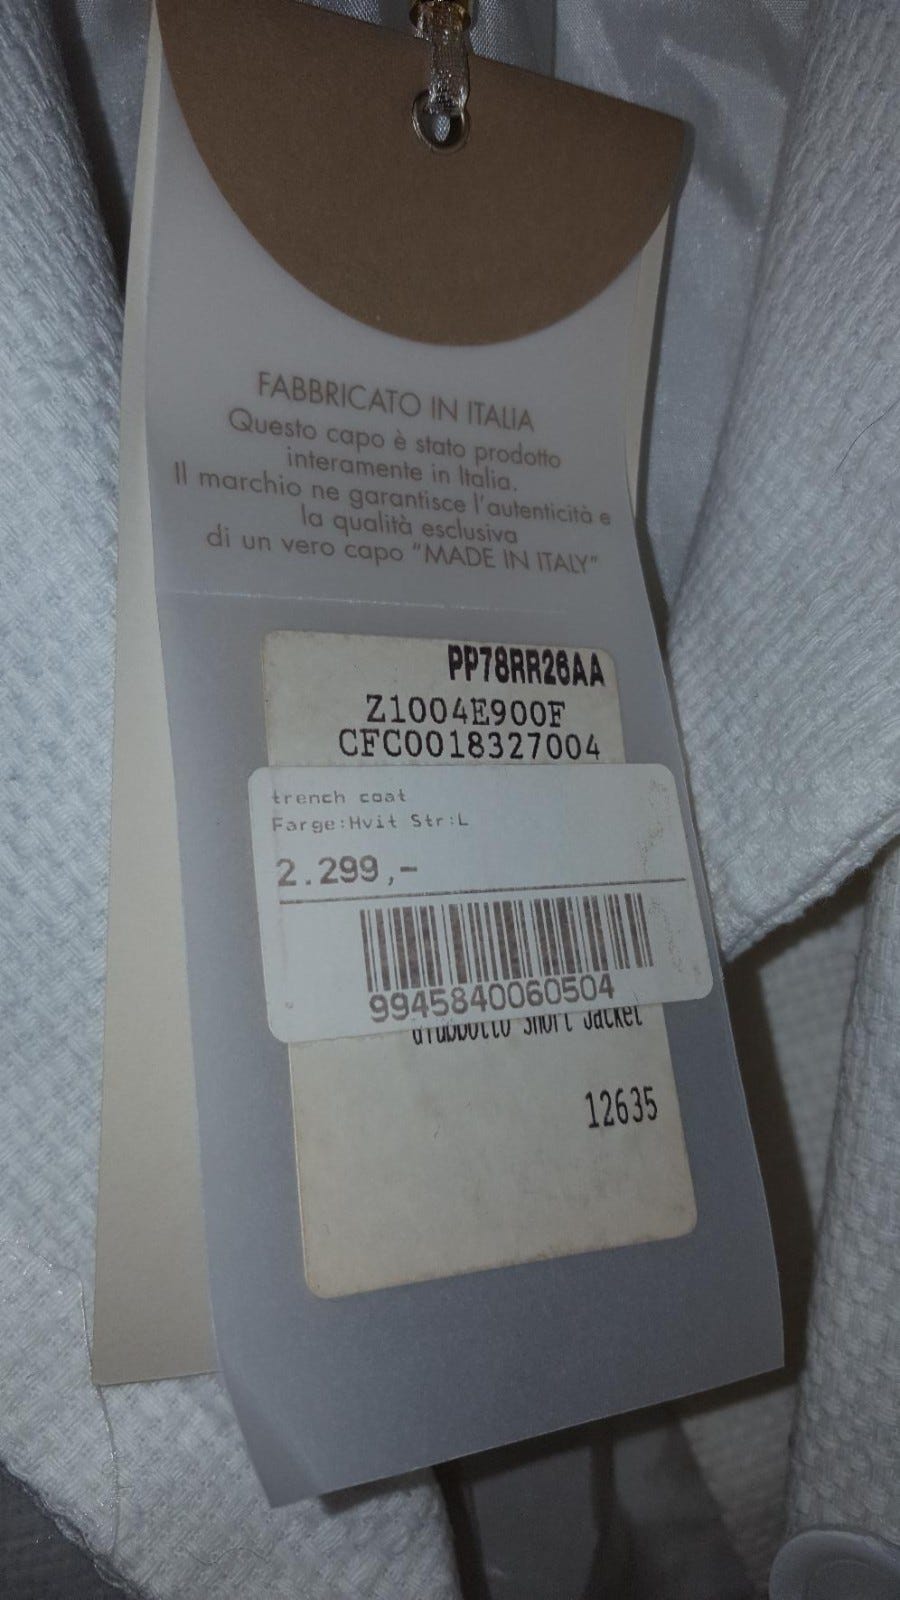 FABBRICATO IN ITALIA
Questo capo è stato prodotto
interamente in Italia.
Il marchio ne garantisce l'autenticità e
la qualità esclusiva
di un vero capo "MADE IN ITALY"
PP78RR26AA
Z1004E900F
CFC0018327004
trench coat
Farge:Hvit Str:L
2.299,-
9945840060504
Giubbotto Short Jacket
12635